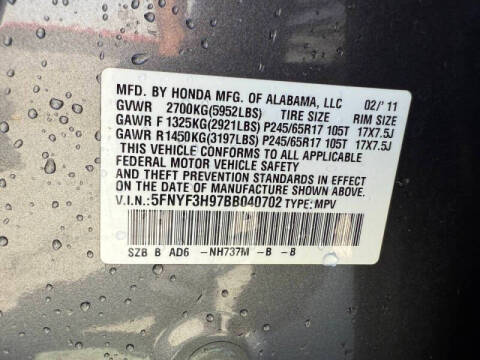 MFD. BY HONDA MFG. OF ALABAMA, LLC 02/'11
GVWR 2700KG(5952LBS) TIRE SIZE RIM SIZE
GAWR F 1325KG(2921LBS) P245/65R17 105T 17X7.5J
GAWR R1450KG(3197LBS) P245/65R17 105T 17X7.5J
THIS VEHICLE CONFORMS TO ALL APPLICABLE
FEDERAL MOTOR VEHICLE SAFETY
AND THEFT PREVENTION STANDARDS IN EFFECT
ON THE DATE OF MANUFACTURE SHOWN ABOVE.
V.I.N.: 5FNYF3H97BB040702 TYPE: MPV
SZB B AD6 -NH737M -B -8